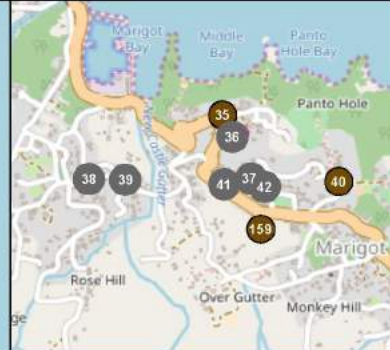 Marigot
Bay
Middle
Bay
Panto
Hole Bay
Panto Hole
35
36
38
39
41
37
42
40
159
Marigot
Rose Hill
Over Gutter
Monkey Hill
ge